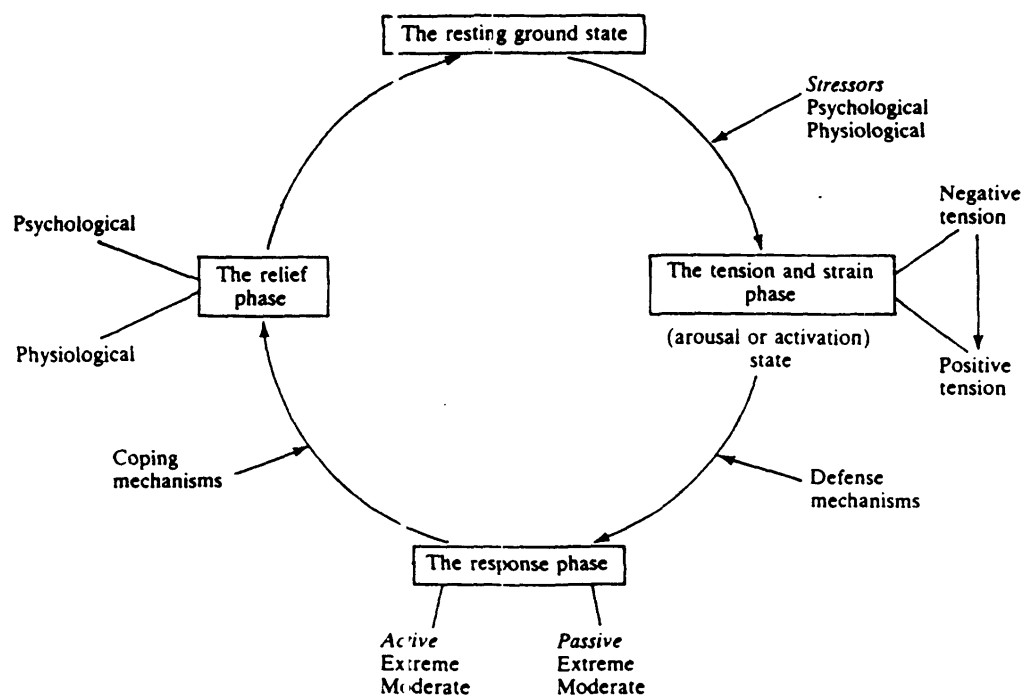 The resting ground state
Stressors
Psychological
Physiological
Negative
tension
Psychological
The relief
phase
The tension and strain
phase
(arousal or activation)
state
Physiological
Positive
tension
Coping
mechanisms
Defense
mechanisms
The response phase
Active
Extreme
Moderate
Passive
Extreme
Moderate